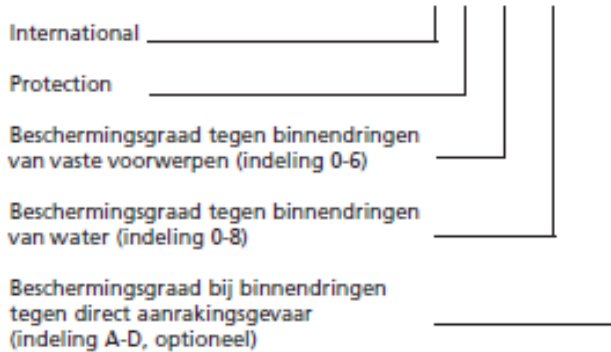 International
Protection
Beschermingsgraad tegen binnendringen
van vaste voorwerpen (indeling 0-6)
Beschermingsgraad tegen binnendringen
van water (indeling 0-8)
Beschermingsgraad bij binnendringen
tegen direct aanrakingsgevaar
(indeling A-D, optioneel)